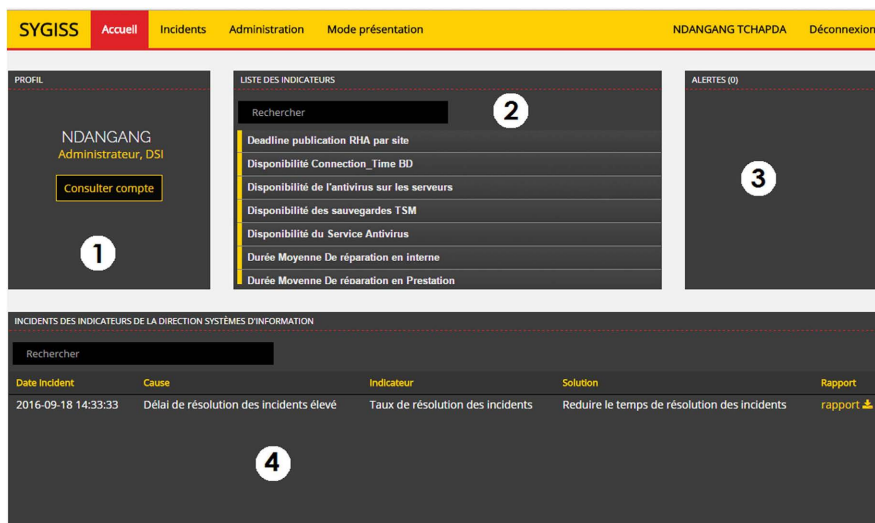 SYGISS Accueil Incidents Administration Mode présentation NDANGANG TCHAPDA Déconnexion
PROFIL
NDANGANG
Administrateur, DSI
Consulter compte
1
LISTE DES INDICATEURS
Rechercher
2
Deadline publication RHA par site
Disponibilité Connection_Time BD
Disponibilité de l'antivirus sur les serveurs
Disponibilité des sauvegardes TSM
Disponibilité du Service Antivirus
Durée Moyenne De réparation en interne
Durée Moyenne De réparation en Prestation
ALERTES (0)
3
INCIDENTS DES INDICATEURS DE LA DIRECTION SYSTÈMES D'INFORMATION
Rechercher
Date Incident Cause Indicateur Solution Rapport
2016-09-18 14:33:33 Délai de résolution des incidents élevé Taux de résolution des incidents Reduire le temps de résolution des incidents rapport
4